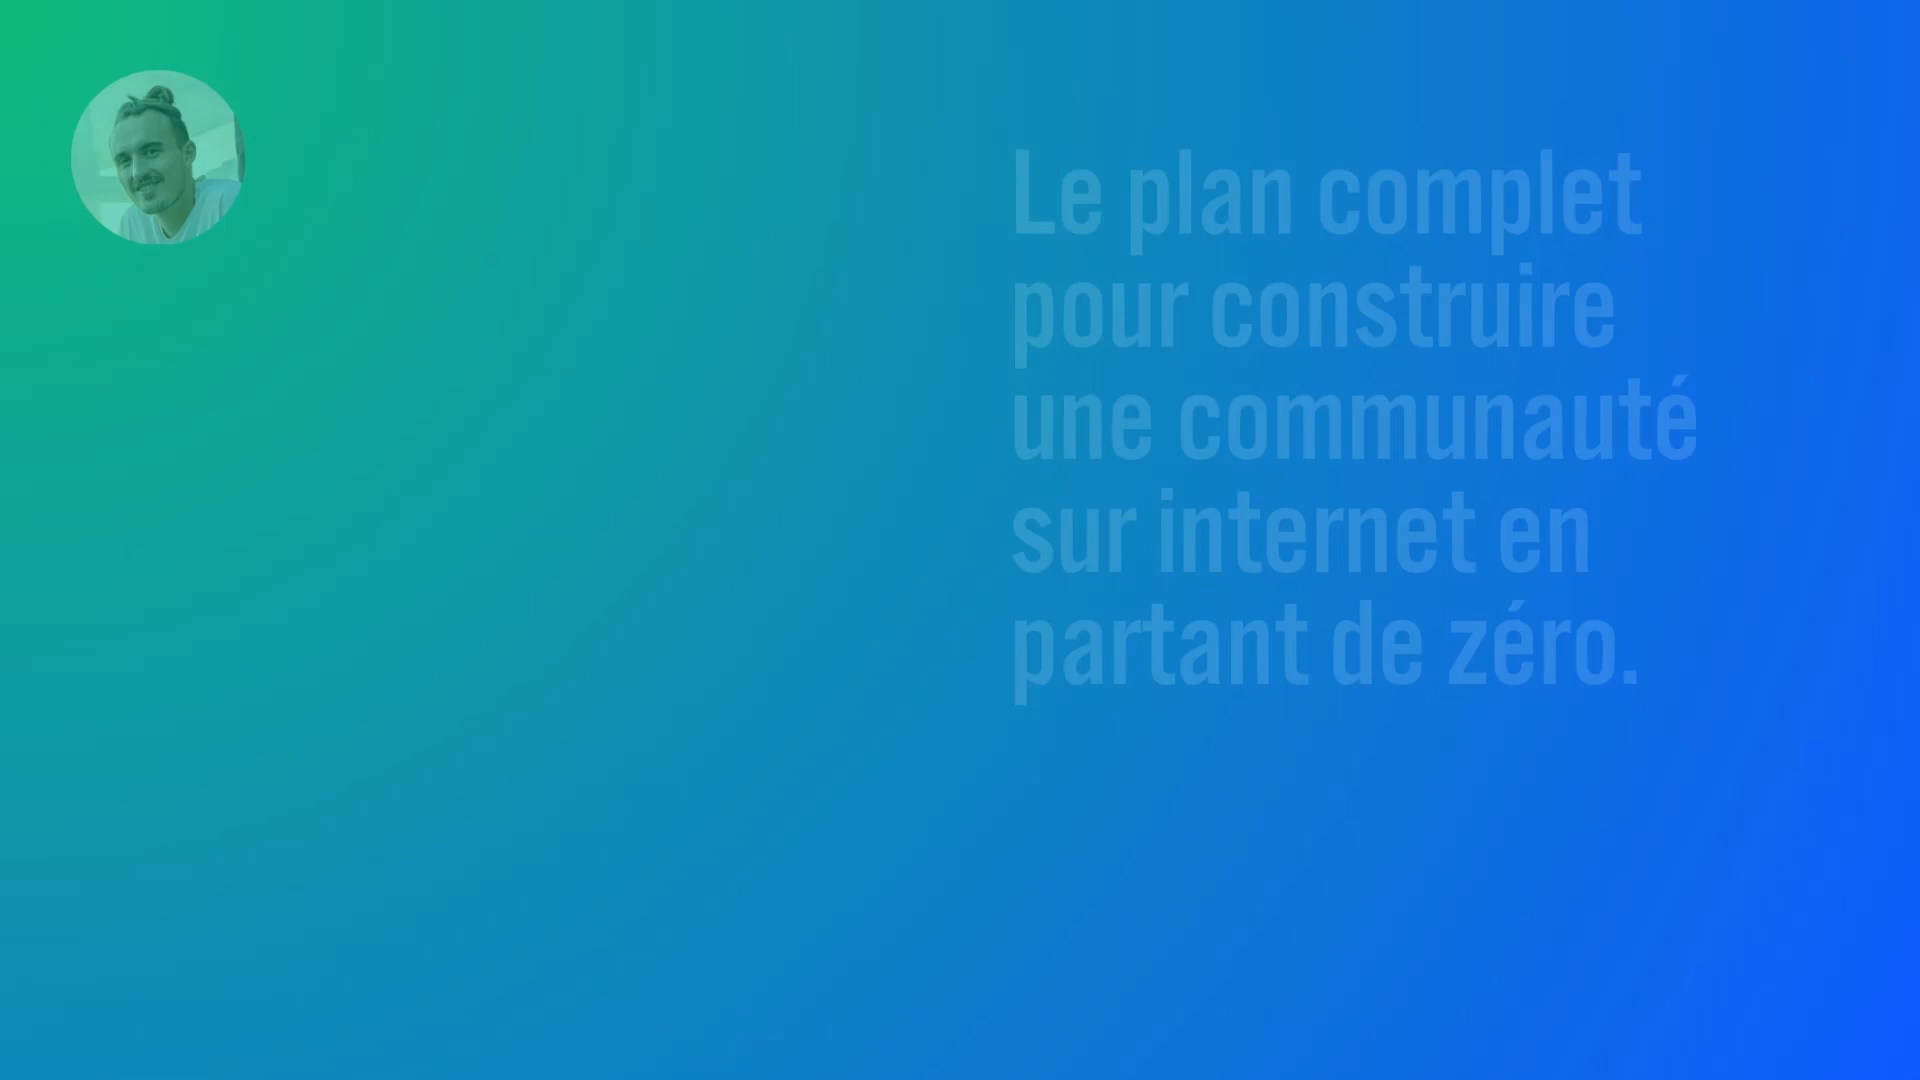 Le plan complet
pour construire
une communauté
sur internet en
partant de zéro.